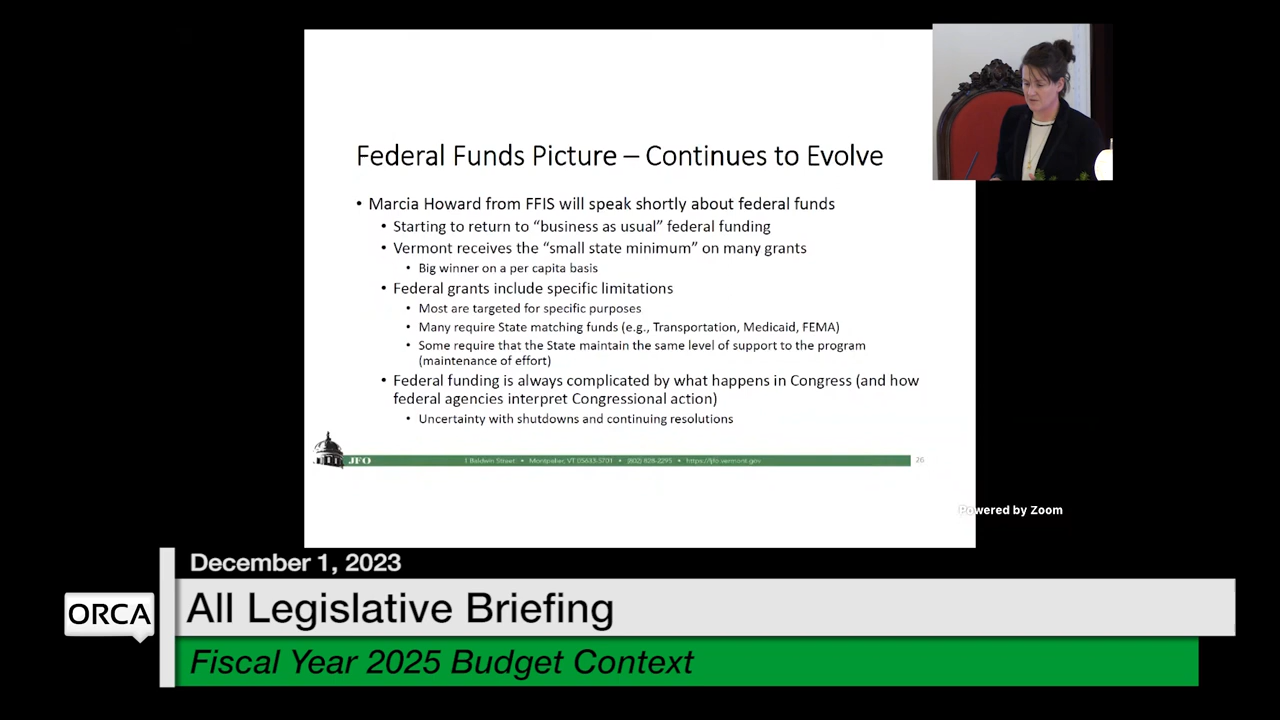 Federal Funds Picture – Continues to Evolve
• Marcia Howard from FFIS will speak shortly about federal funds
• Starting to return to “business as usual” federal funding
• Vermont receives the “small state minimum” on many grants
• Big winner on a per capita basis
• Federal grants include specific limitations
• Most are targeted for specific purposes
• Many require State matching funds (e.g., Transportation, Medicaid, FEMA)
• Some require that the State maintain the same level of support to the program
(maintenance of effort)
• Federal funding is always complicated by what happens in Congress (and how
federal agencies interpret Congressional action)
• Uncertainty with shutdowns and continuing resolutions
JFO 1 Baldwin Street • Montpelier, VT 05633-5701 • (802) 828-2295 • https://jfo.vermont.gov 26
Powered by Zoom
December 1, 2023
ORCA
All Legislative Briefing
Fiscal Year 2025 Budget Context